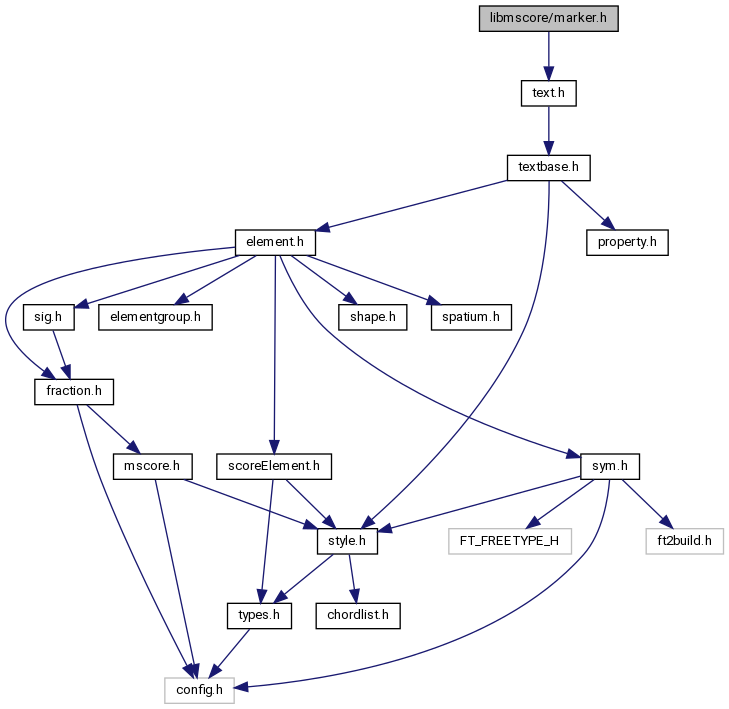 libmscore/marker.h
text.h
textbase.h
element.h
property.h
sig.h
elementgroup.h
shape.h
spatium.h
fraction.h
mscore.h
scoreElement.h
sym.h
style.h
FT_FREETYPE_H
ft2build.h
types.h
chordlist.h
config.h